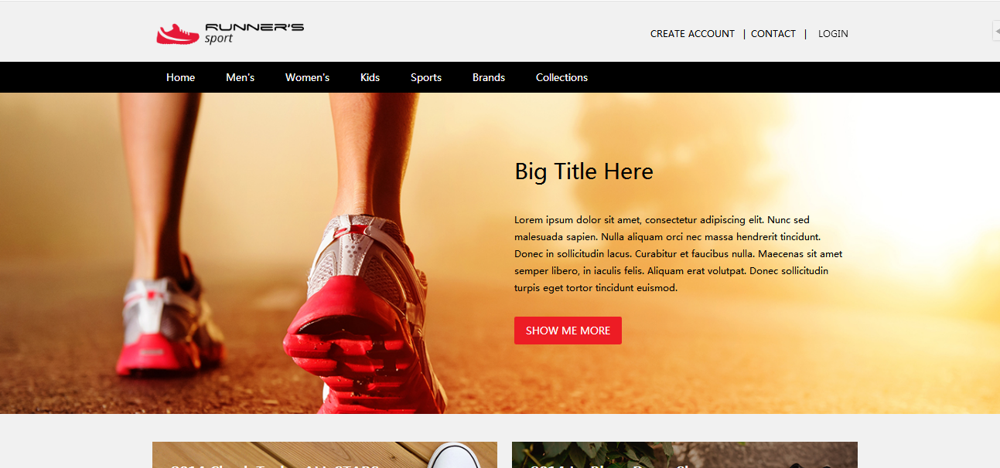 RUNNER'S
sport
CREATE ACCOUNT | CONTACT | LOGIN
Home Men's Women's Kids Sports Brands Collections
Big Title Here
Lorem ipsum dolor sit amet, consectetur adipiscing elit. Nunc sed
malesuada sapien. Nulla aliquam orci nec massa hendrerit tincidunt.
Donec in sollicitudin lacus. Curabitur et faucibus nulla. Maecenas sit amet
semper libero, in iaculis felis. Aliquam erat volutpat. Donec sollicitudin
turpis eget tortor tincidunt euismod.
SHOW ME MORE